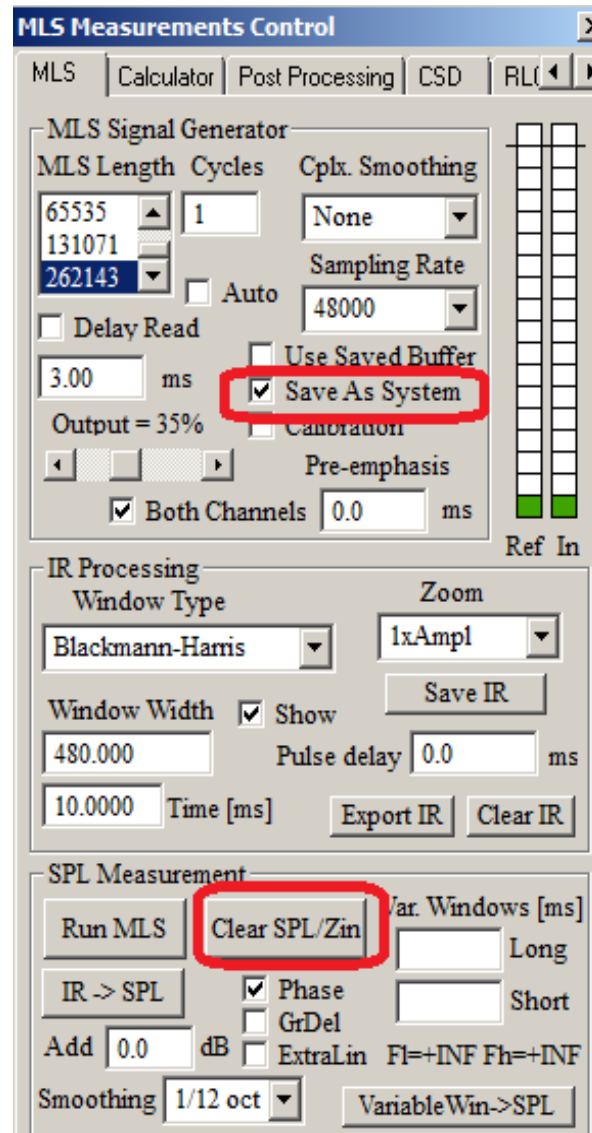 MLS Measurements Control
MLS Calculator Post Processing CSD
MLS Signal Generator
MLS Length Cycles Cplx. Smoothing
65535 1 None
131071
262143
Auto
Sampling Rate
48000
Delay Read
3.00 ms
Use Saved Buffer
Save As System
Calibration
Output = 35%
Pre-emphasis
Both Channels 0.0 ms
Ref In
IR Processing
Window Type Zoom
Blackmann-Harris 1xAmpl
Save IR
Window Width Show
480.000 Pulse delay 0.0 ms
10.0000 Time [ms] Export IR Clear IR
SPL Measurement
Run MLS Clear SPL/Zin Var. Windows [ms]
Long
IR -> SPL Phase Short
GrDel
Add 0.0 dB ExtraLin Fl=+INF Fh=+INF
Smoothing 1/12 oct VariableWin->SPL